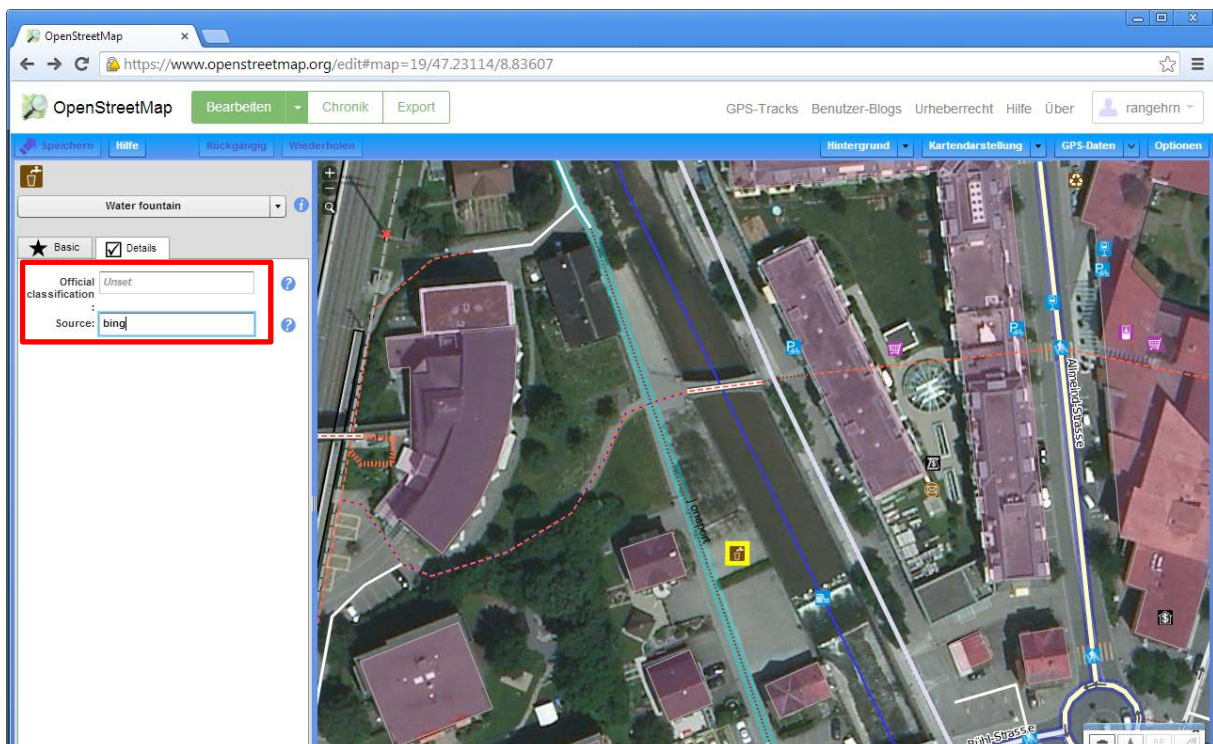 OpenStreetMap
https://www.openstreetmap.org/edit#map=19/47.23114/8.83607
OpenStreetMap Bearbeiten Chronik Export GPS-Tracks Benutzer-Blogs Urheberrecht Hilfe Über rangehrn
Speichern Hilfe Rückgängig Wiederholen Hintergrund Kartendarstellung GPS-Daten Optionen
Water fountain
Basic Details
Official classification : Unset
Source: bing
Allmeind-Strasse
Jonaport
Bühl-Strasse